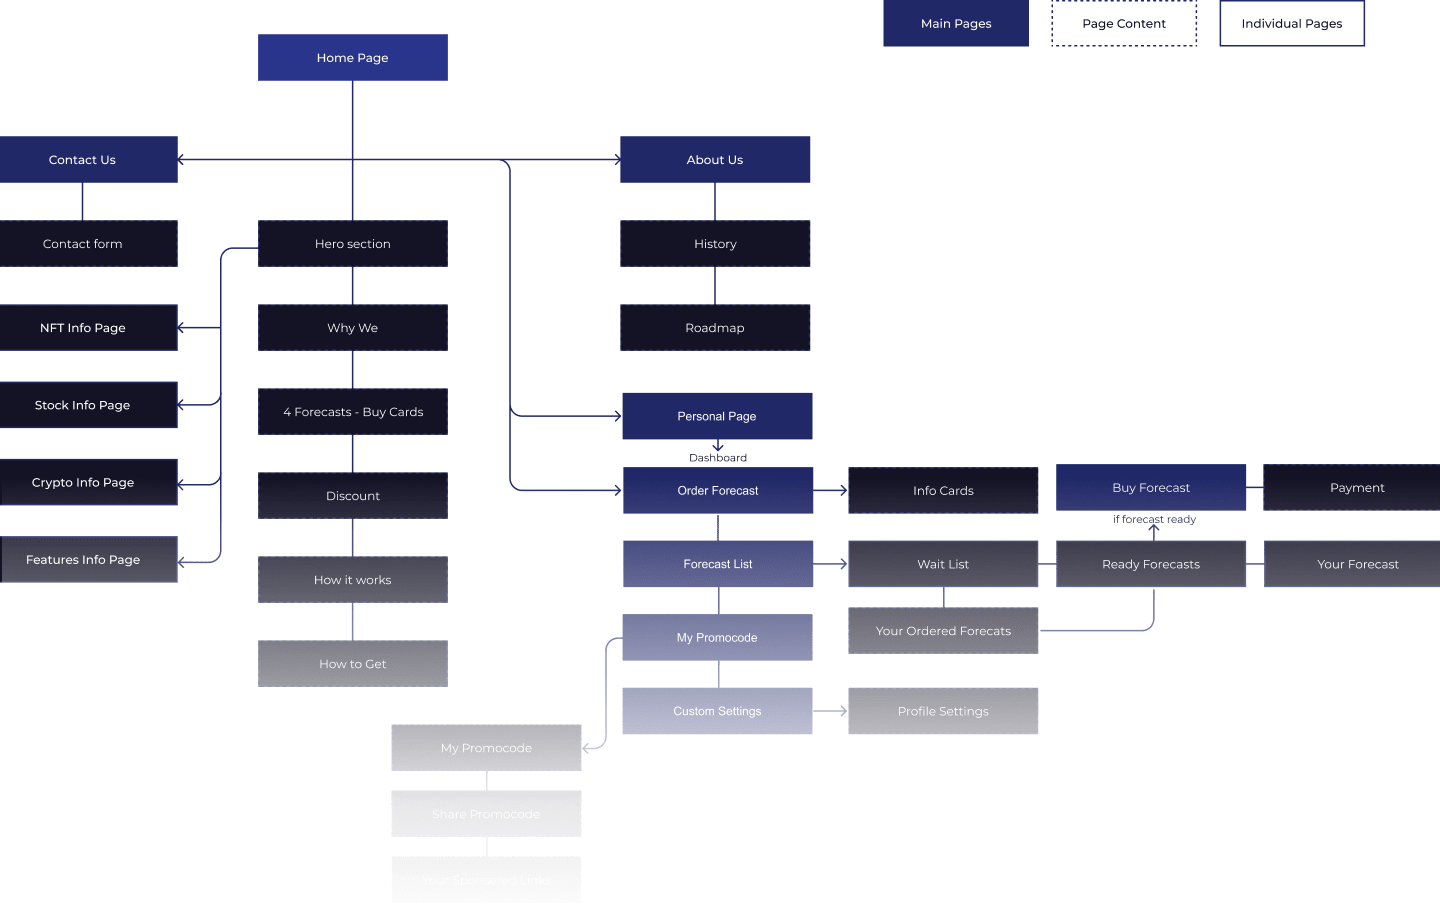 Main Pages
Page Content
Individual Pages
Home Page
Contact Us
About Us
Contact form
Hero section
History
NFT Info Page
Why We
Roadmap
Stock Info Page
4 Forecasts - Buy Cards
Personal Page
Dashboard
Crypto Info Page
Discount
Order Forecast
Info Cards
Buy Forecast
Payment
if forecast ready
Features Info Page
How it works
Forecast List
Wait List
Ready Forecasts
Your Forecast
My Promocode
Your Ordered Forecats
How to Get
Custom Settings
Profile Settings
My Promocode
Share Promocode